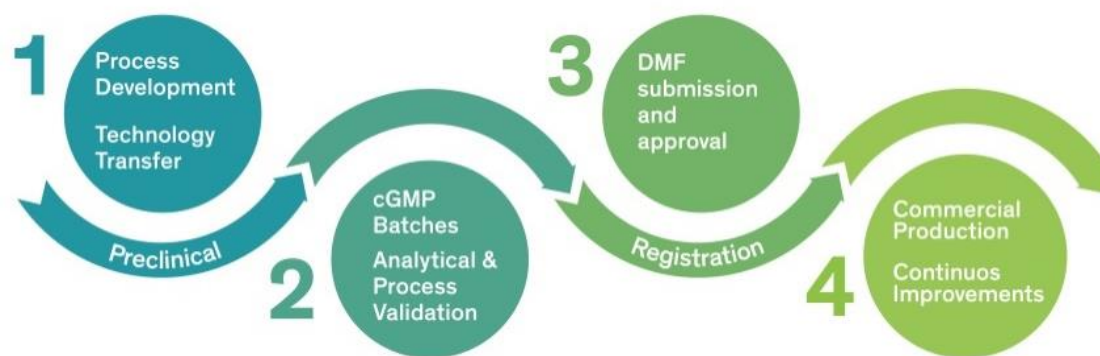 1
Process
Development
Technology
Transfer
Preclinical
2
cGMP
Batches
Analytical &
Process
Validation
3
DMF
submission
and
approval
Registration
4
Commercial
Production
Continuos
Improvements